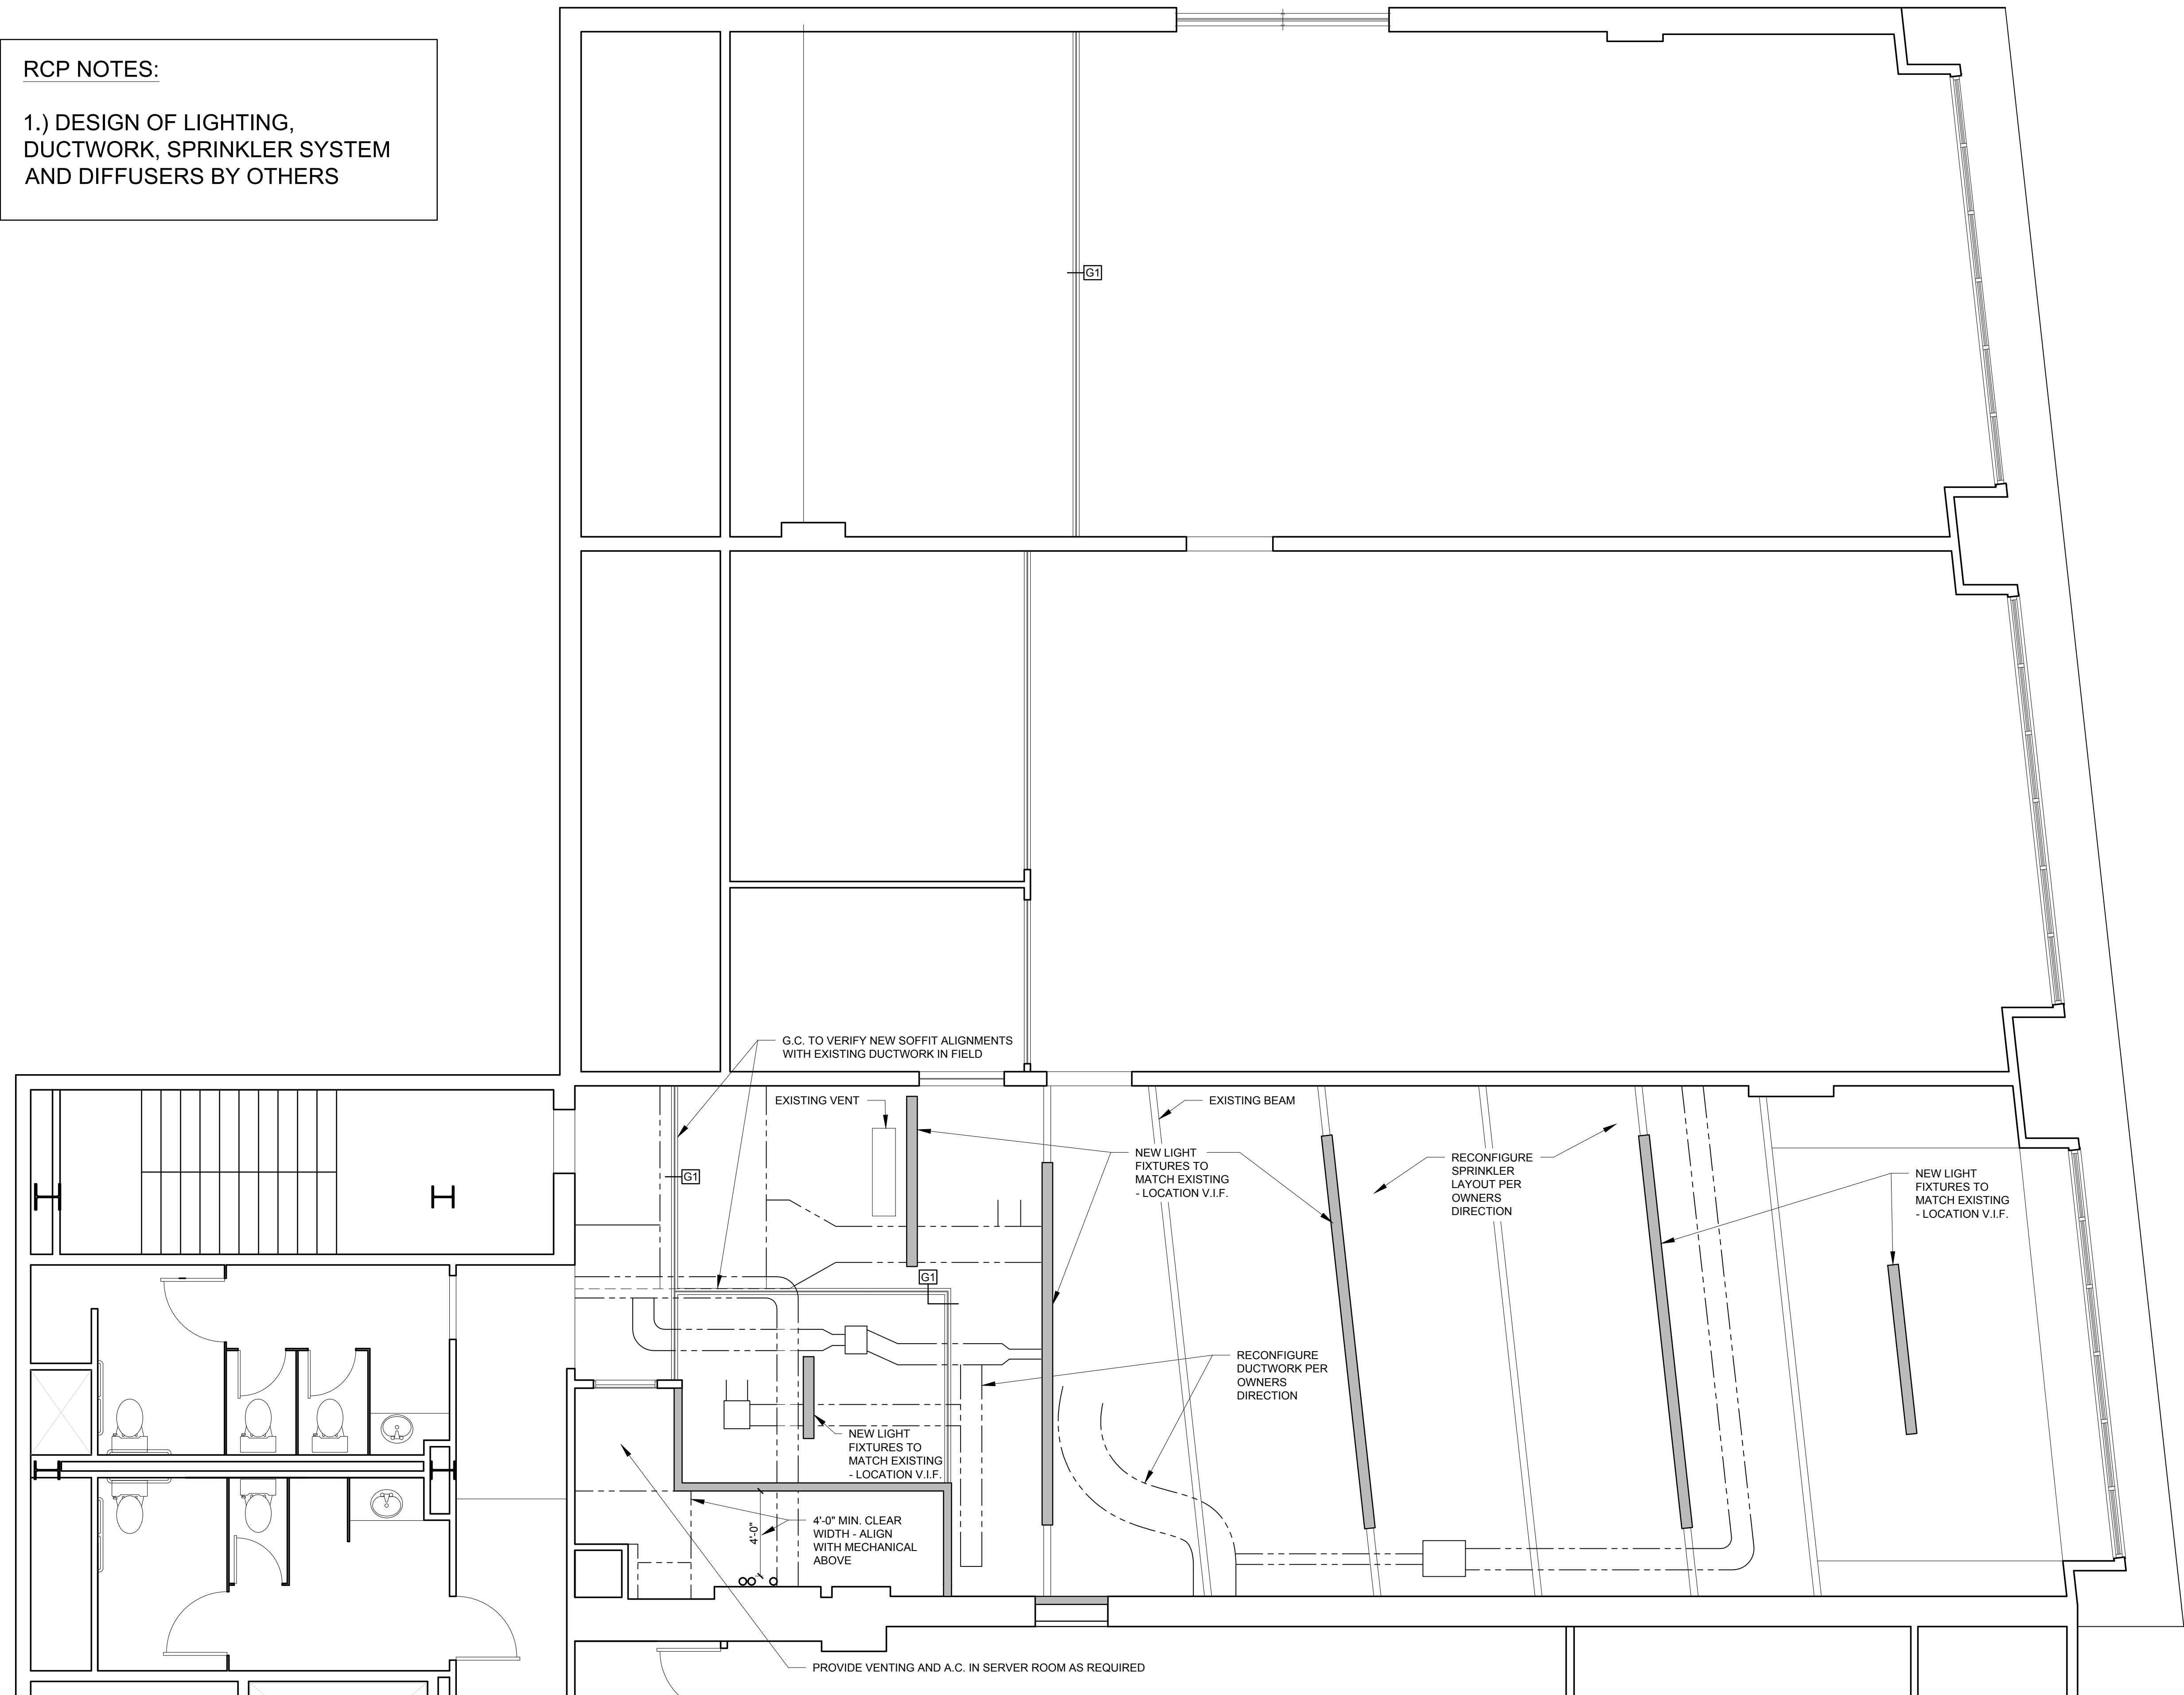 RCP NOTES:
1.) DESIGN OF LIGHTING,
DUCTWORK, SPRINKLER SYSTEM
AND DIFFUSERS BY OTHERS
G1
G.C. TO VERIFY NEW SOFFIT ALIGNMENTS
WITH EXISTING DUCTWORK IN FIELD
EXISTING VENT
EXISTING BEAM
G1
NEW LIGHT
FIXTURES TO
MATCH EXISTING
- LOCATION V.I.F.
RECONFIGURE
SPRINKLER
LAYOUT PER
OWNERS
DIRECTION
NEW LIGHT
FIXTURES TO
MATCH EXISTING
- LOCATION V.I.F.
G1
RECONFIGURE
DUCTWORK PER
OWNERS
DIRECTION
NEW LIGHT
FIXTURES TO
MATCH EXISTING
- LOCATION V.I.F.
4'-0"
4'-0" MIN. CLEAR
WIDTH - ALIGN
WITH MECHANICAL
ABOVE
PROVIDE VENTING AND A.C. IN SERVER ROOM AS REQUIRED